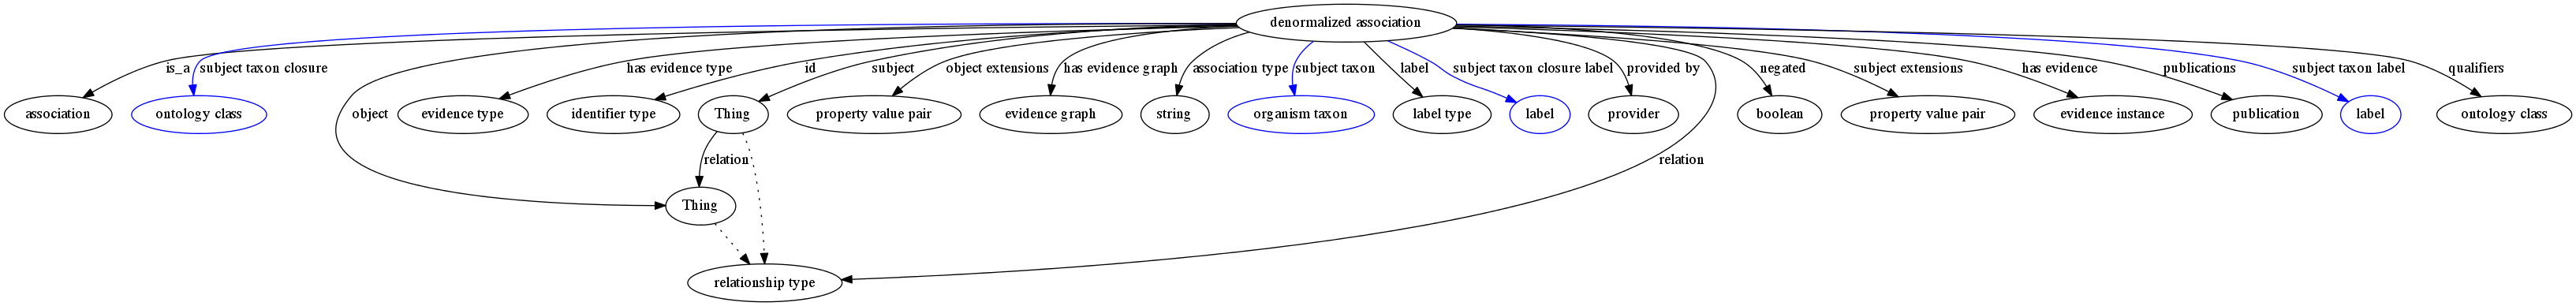 denormalized association
is_a
subject taxon closure
has evidence type
id
subject
object extensions
has evidence graph
association type
subject taxon
label
subject taxon closure label
provided by
negated
subject extensions
has evidence
publications
subject taxon label
qualifiers
association
ontology class
object
evidence type
identifier type
Thing
property value pair
evidence graph
string
organism taxon
label type
label
provider
boolean
property value pair
evidence instance
publication
label
ontology class
relation
relation
Thing
relationship type